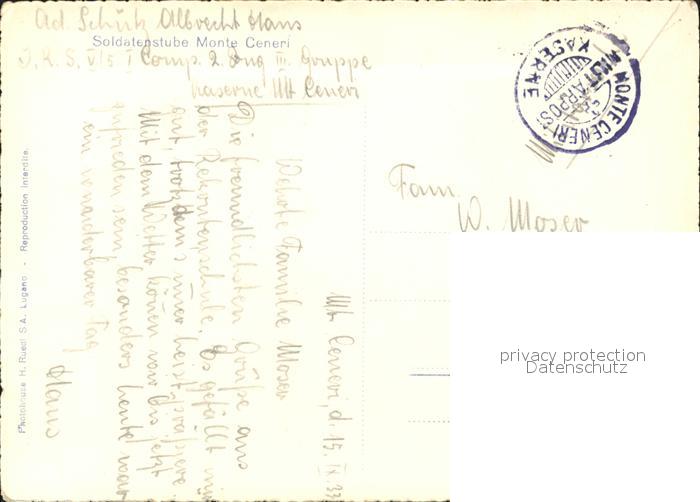 Ad. Schütz Albrecht Hans
Soldatenstube Monte Ceneri
I. R. S. V/5 I Comp. 2. Zug III. Gruppe
Kaserne Mt Ceneri
MONTE CENERI
KASERNE
MILITÄRPOST
Fam.
W. Moser
Mt Ceneri, d. 15. IX. 33
Werte Familie Moser
Die freundlichsten Grüße aus
der Rekrutenschule. Es gefällt mir
gut, trotzdem immer heißt
Mit dem Wetter können wir bis jetzt
zufrieden sein, besonders heute war
ein wunderbarer Tag
Hans
Photohouse H. Ruedi S.A., Lugano. - Reproduction interdite.
privacy protection
Datenschutz